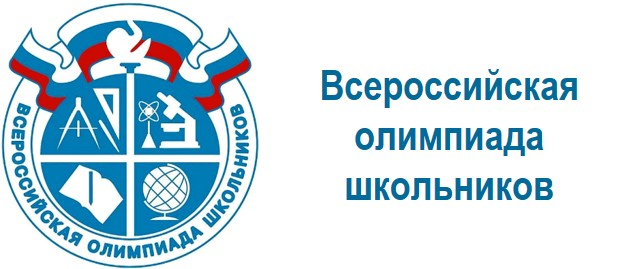 ВСЕРОССИЙСКАЯ ОЛИМПИАДА ШКОЛЬНИКОВ
Всероссийская
олимпиада
школьников